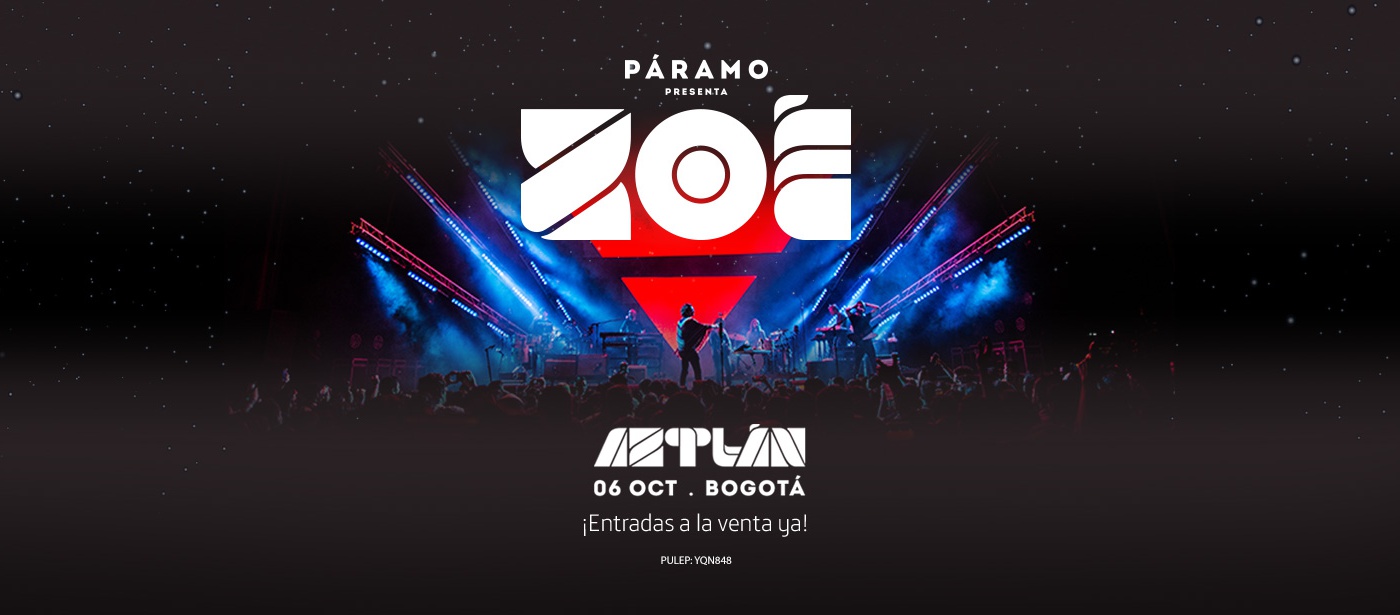 PÁRAMO
PRESENTA
ZOÉ
AZTLÁN
06 OCT . BOGOTÁ
¡Entradas a la venta ya!
PULEP: YQN848